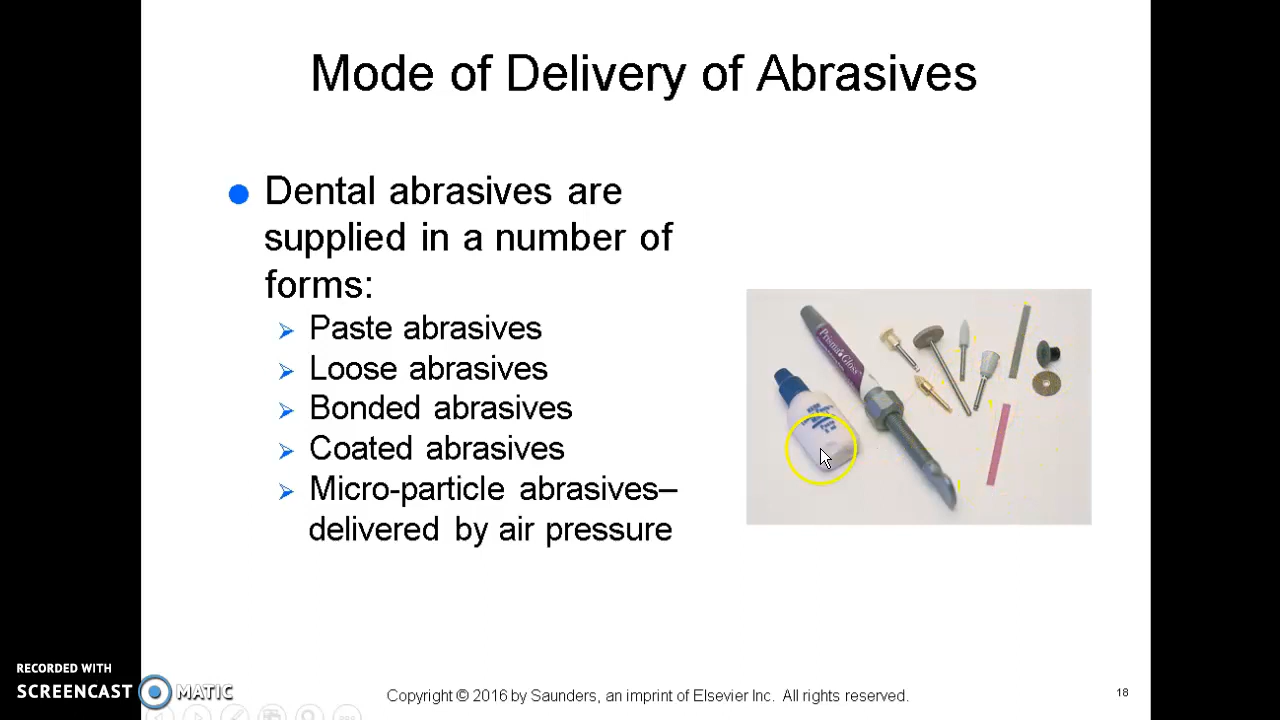 Mode of Delivery of Abrasives
Dental abrasives are
supplied in a number of
forms:
Paste abrasives
Loose abrasives
Bonded abrasives
Coated abrasives
Micro-particle abrasives–
delivered by air pressure
Prisma Gloss
RECORDED WITH
SCREENCAST MATIC
Copyright © 2016 by Saunders, an imprint of Elsevier Inc. All rights reserved.
18